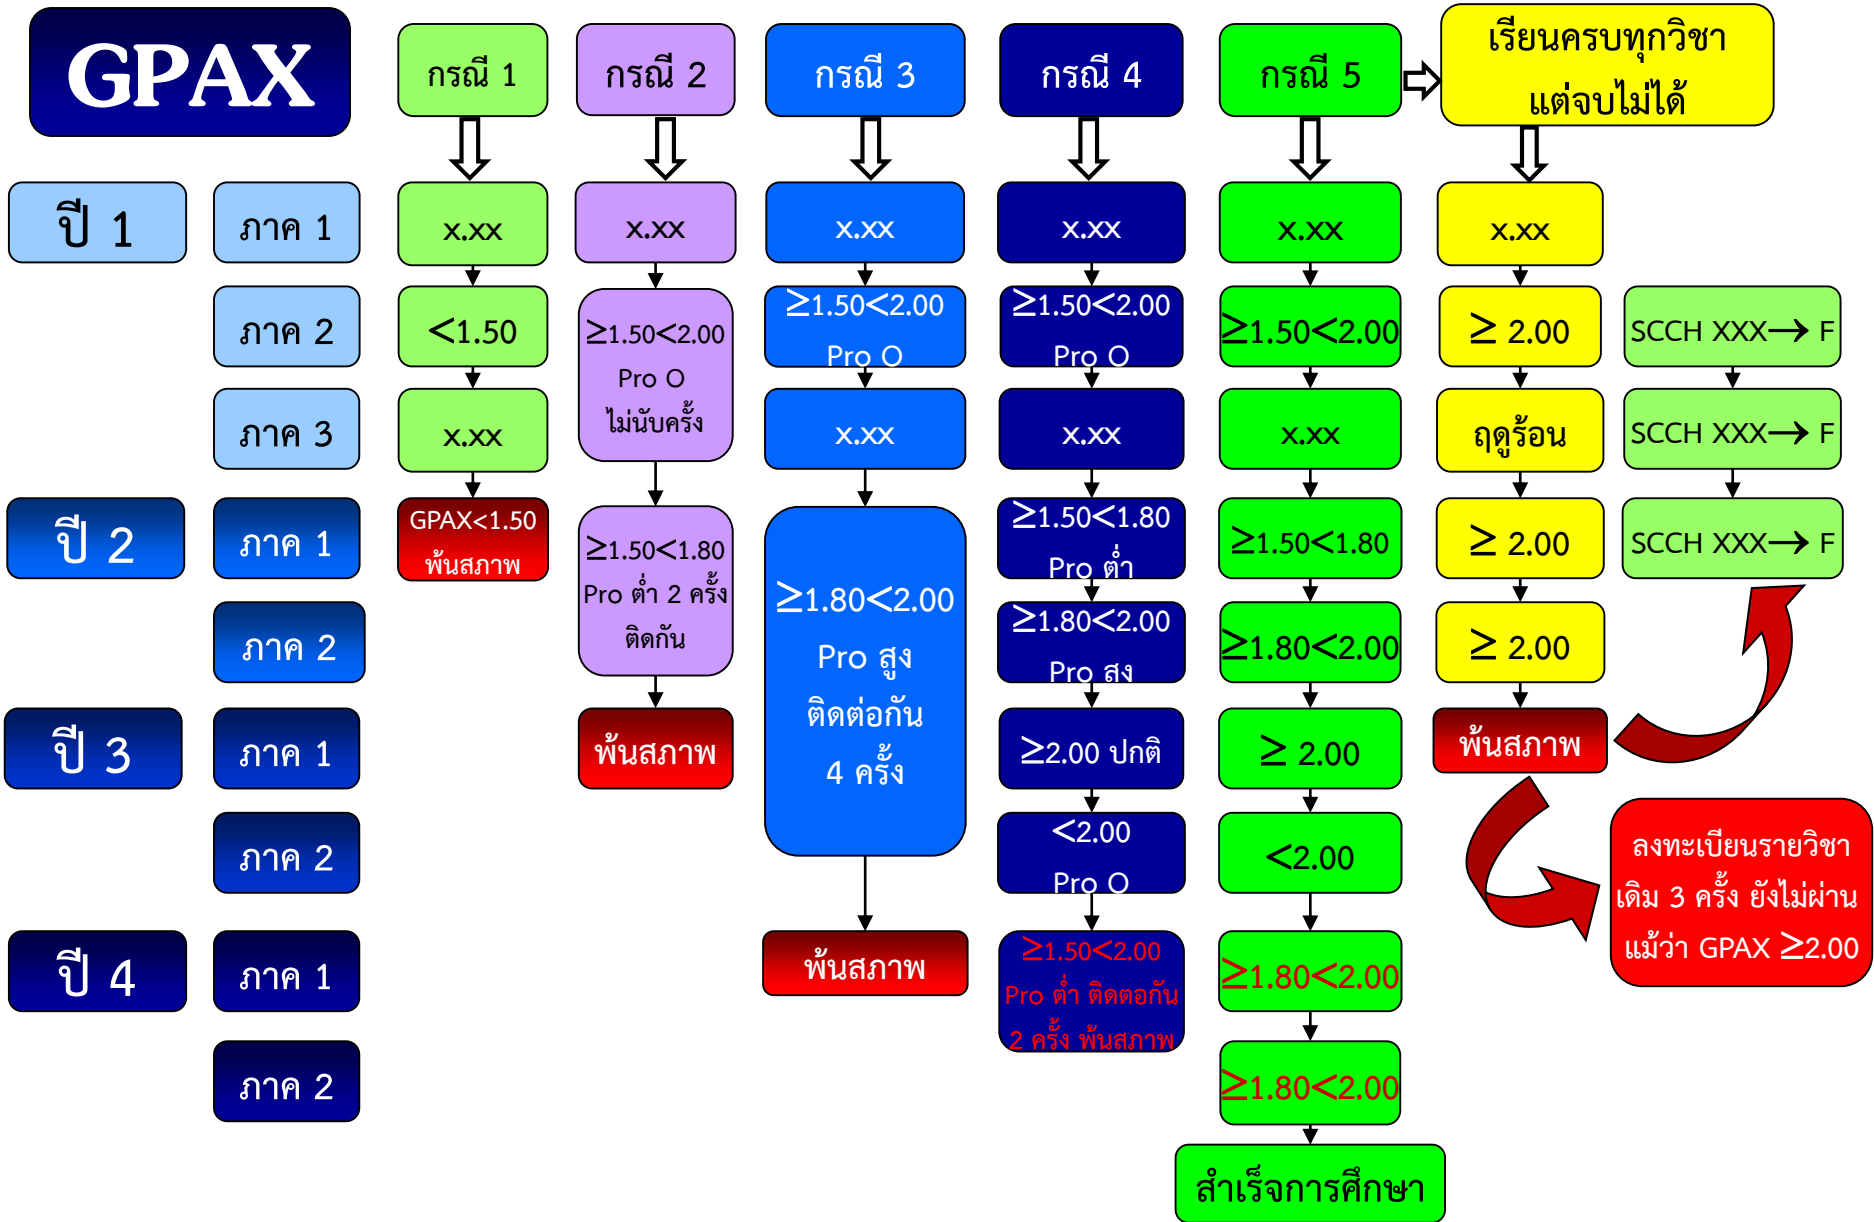 GPAX
กรณี 1
กรณี 2
กรณี 3
กรณี 4
กรณี 5
เรียนครบทุกวิชา
แต่จบไม่ได้
ปี 1
ภาค 1
x.xx
x.xx
x.xx
x.xx
x.xx
x.xx
ภาค 2
<1.50
≥1.50<2.00
Pro O
ไม่นับครั้ง
≥1.50<2.00
Pro O
≥1.50<2.00
Pro O
≥1.50<2.00
≥ 2.00
SCCH XXX→ F
ภาค 3
x.xx
x.xx
x.xx
x.xx
ฤดูร้อน
SCCH XXX→ F
ปี 2
ภาค 1
GPAX<1.50
พ้นสภาพ
≥1.50<1.80
Pro ต่ำ 2 ครั้ง
ติดกัน
≥1.80<2.00
Pro สูง
ติดต่อกัน
4 ครั้ง
≥1.50<1.80
Pro ต่ำ
≥1.50<1.80
≥ 2.00
SCCH XXX→ F
ภาค 2
≥1.80<2.00
Pro สูง
≥1.80<2.00
≥ 2.00
ปี 3
ภาค 1
พ้นสภาพ
≥2.00 ปกติ
≥ 2.00
พ้นสภาพ
ภาค 2
<2.00
Pro O
<2.00
ลงทะเบียนรายวิชา
เดิม 3 ครั้ง ยังไม่ผ่าน
แม้ว่า GPAX ≥2.00
ปี 4
ภาค 1
พ้นสภาพ
≥1.50<2.00
Pro ต่ำ ติดตอกัน
2 ครั้ง พ้นสภาพ
≥1.80<2.00
ภาค 2
≥1.80<2.00
สำเร็จการศึกษา